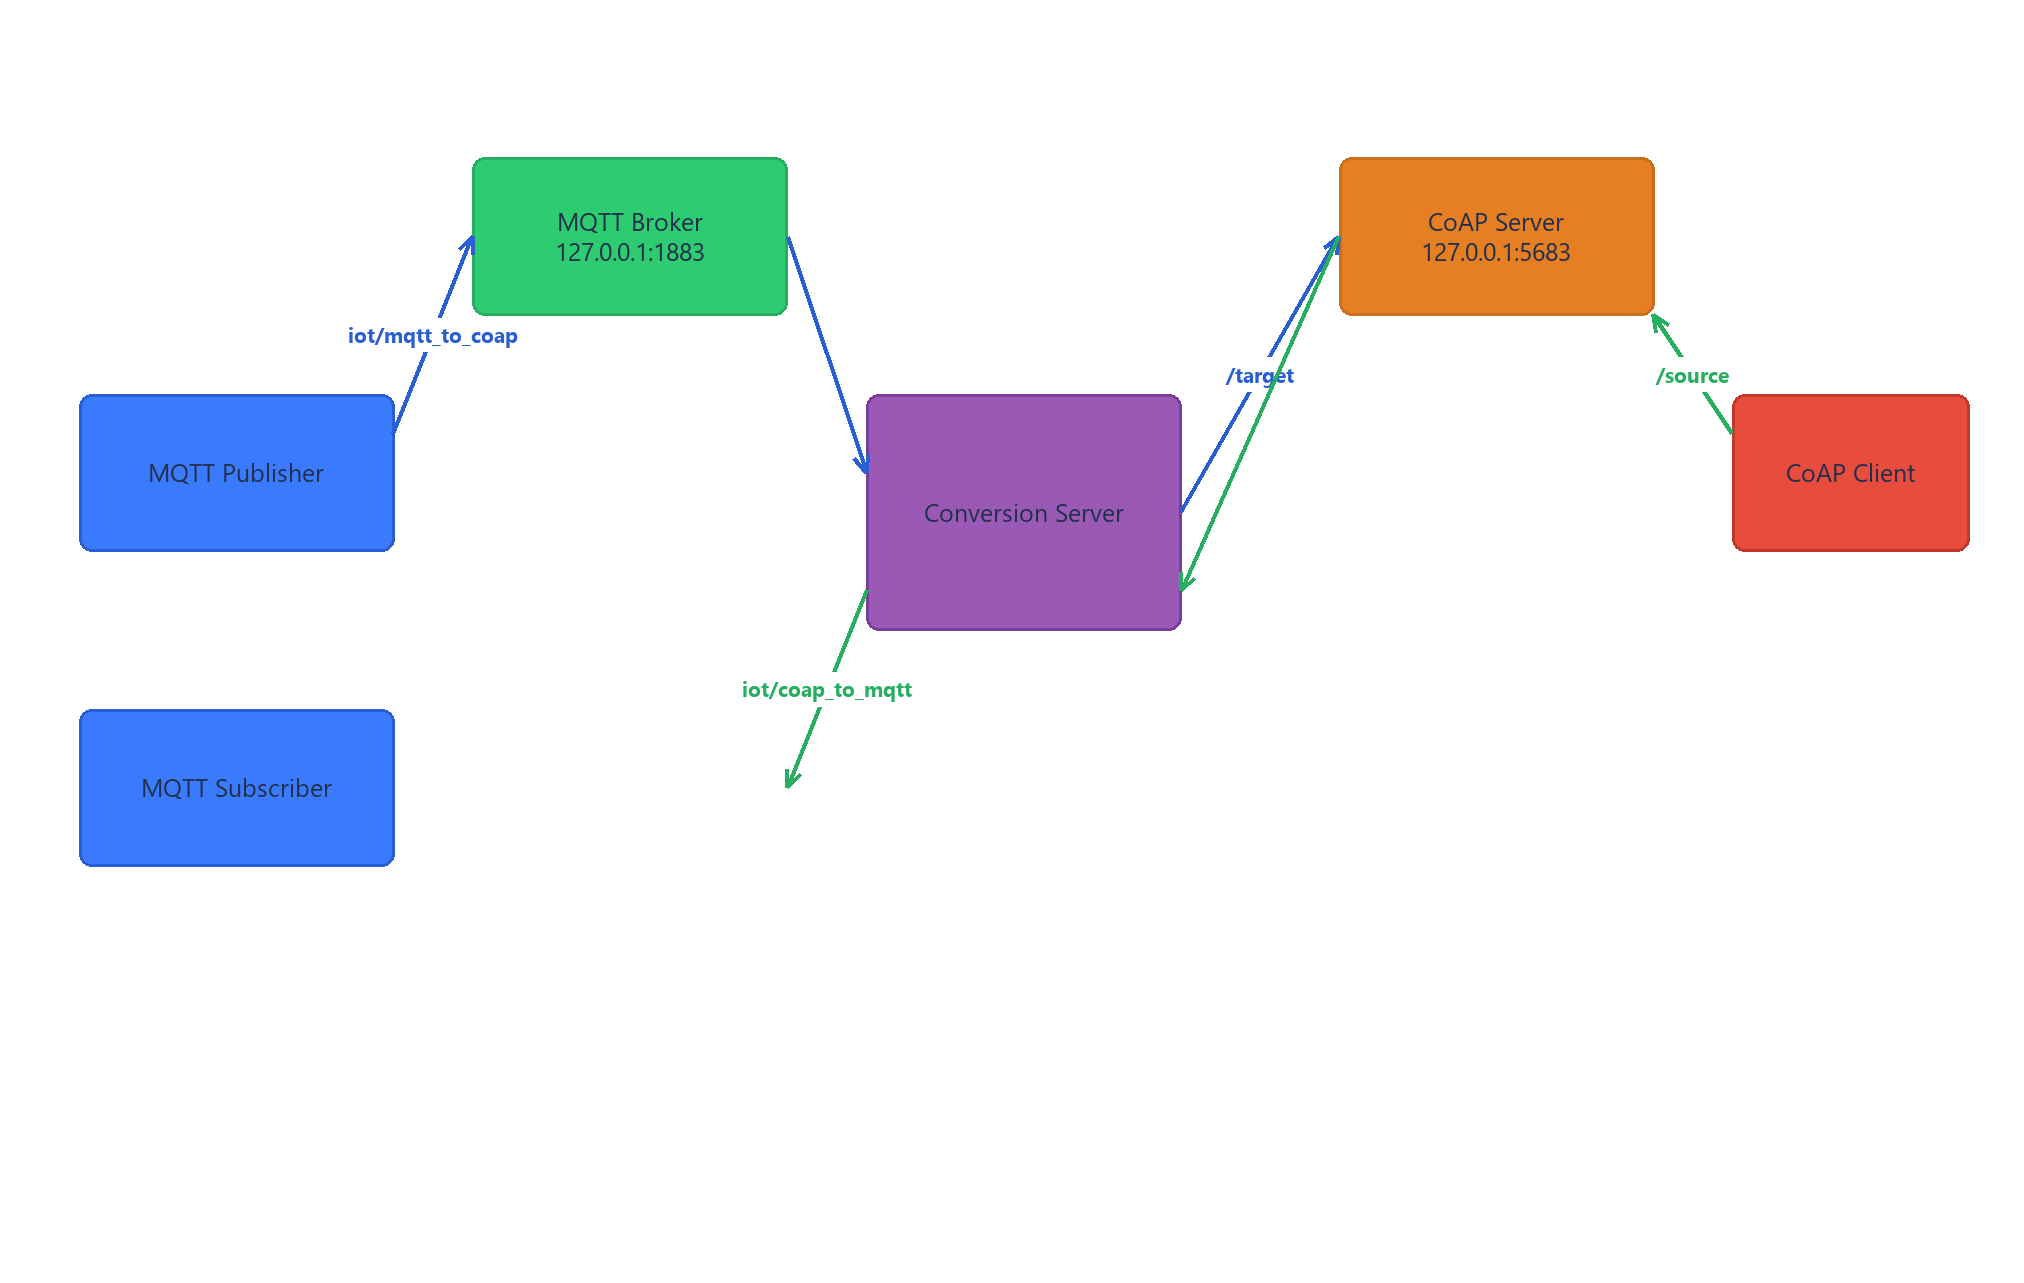 MQTT Broker
127.0.0.1:1883
CoAP Server
127.0.0.1:5683
iot/mqtt_to_coap
/target
/source
MQTT Publisher
Conversion Server
CoAP Client
iot/coap_to_mqtt
MQTT Subscriber